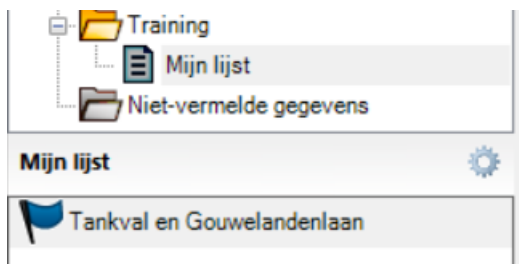 Training
Mijn lijst
Niet-vermelde gegevens
Mijn lijst
Tankval en Gouwelandenlaan